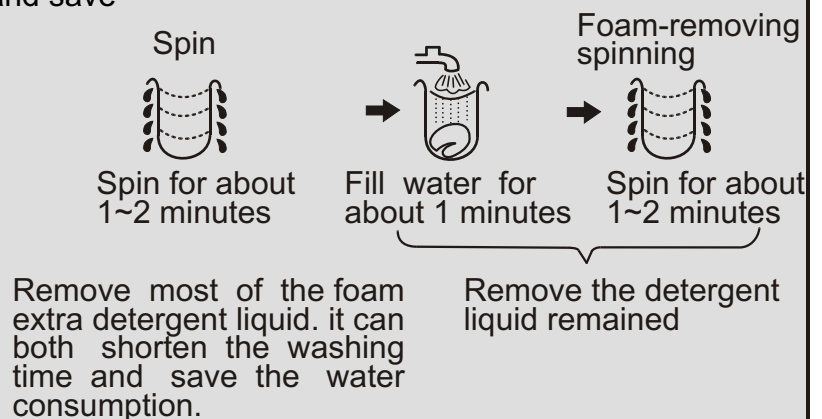 and save
Spin
Foam-removing
spinning
Spin for about
1~2 minutes
Fill water for
about 1 minutes
Spin for about
1~2 minutes
Remove most of the foam
extra detergent liquid. it can
both shorten the washing
time and save the water
consumption.
Remove the detergent
liquid remained